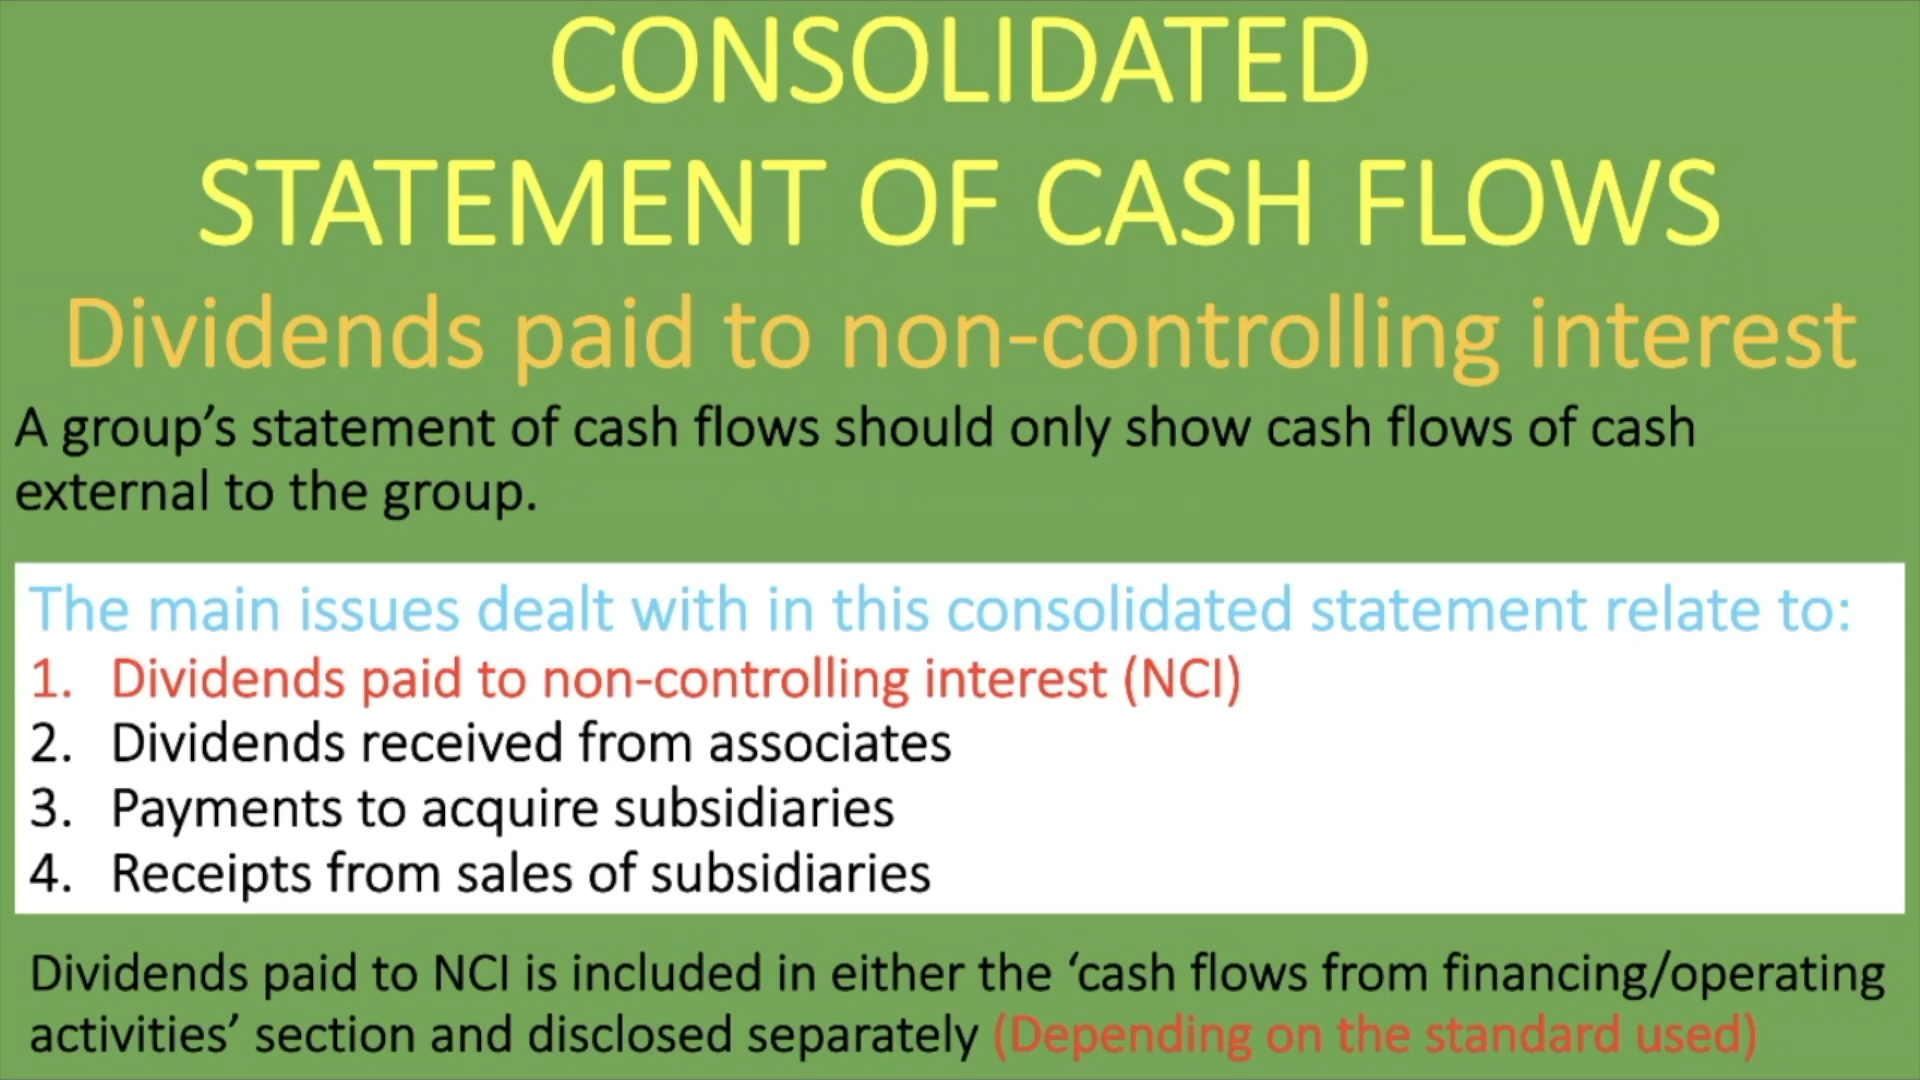 CONSOLIDATED
STATEMENT OF CASH FLOWS
Dividends paid to non-controlling interest
A group’s statement of cash flows should only show cash flows of cash
external to the group.
The main issues dealt with in this consolidated statement relate to:
1. Dividends paid to non-controlling interest (NCI)
2. Dividends received from associates
3. Payments to acquire subsidiaries
4. Receipts from sales of subsidiaries
Dividends paid to NCI is included in either the ‘cash flows from financing/operating
activities’ section and disclosed separately (Depending on the standard used)